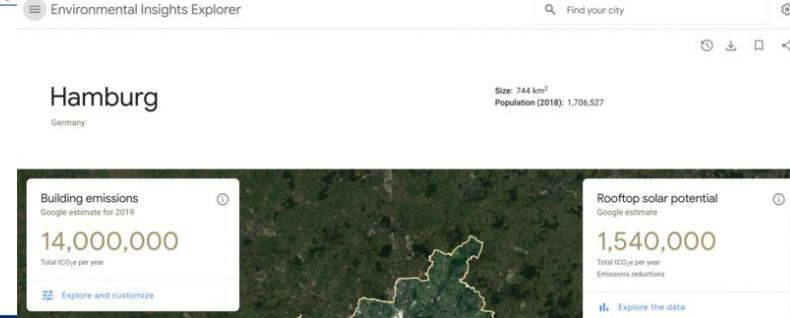 Environmental Insights Explorer
Find your city
Hamburg
Germany
Size: 744 km²
Population (2018): 1,706,527
Building emissions
Google estimate for 2019
14,000,000
Total tCO₂e per year
Explore and customize
Rooftop solar potential
Google estimate
1,540,000
Total tCO₂e per year
Emissions reductions
Explore the data